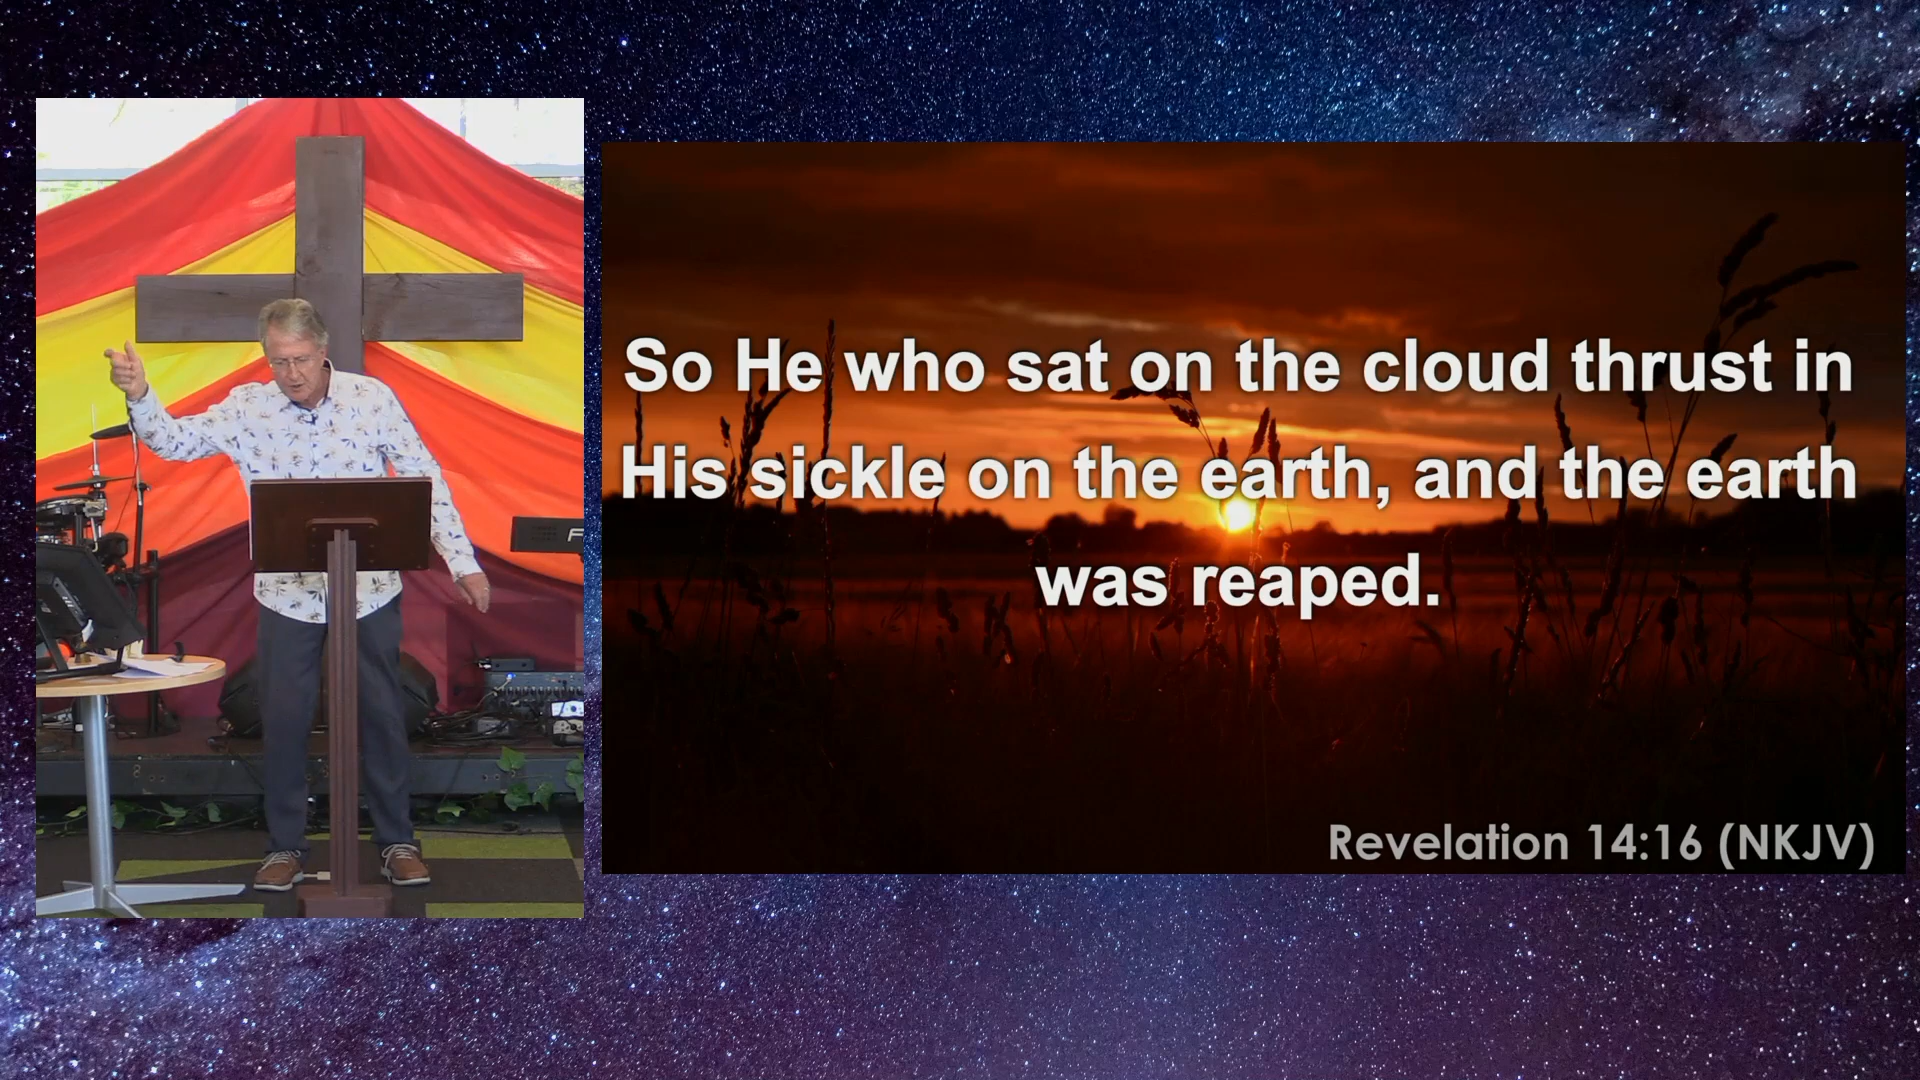 So He who sat on the cloud thrust in
His sickle on the earth, and the earth
was reaped.
Revelation 14:16 (NKJV)